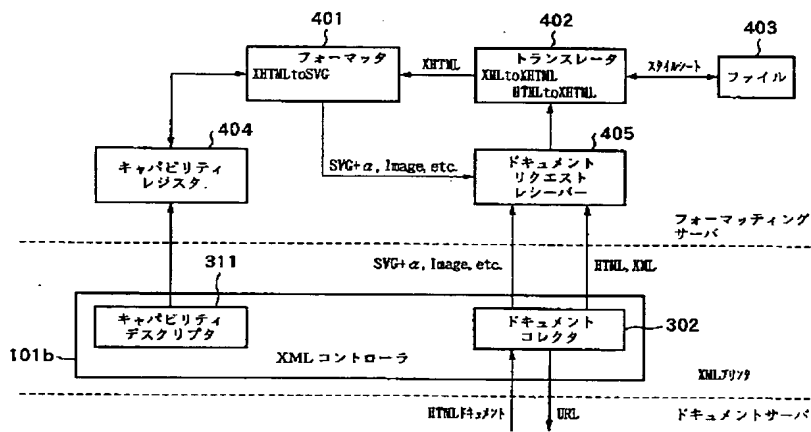 401
フォーマッタ
XHTMLtoSVG
XHTML
402
トランスレータ
XMLtoXHTML
HTMLtoXHTML
スタイルシート
403
ファイル
404
キャパビリティ
レジスタ.
SVG+α, Image, etc.
405
ドキュメント
リクエスト
レシーバー
フォーマッティング
サーバ
SVG+α, Image, etc.
HTML, XML
311
キャパビリティ
デスクリプタ
ドキュメント
コレクタ
302
101b
XMLコントローラ
XMLプリンタ
HTMLドキュメント
URL
ドキュメントサーバ